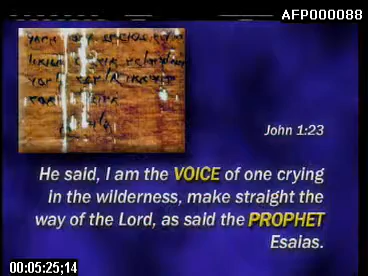 AFP000088
John 1:23
He said, I am the VOICE of one crying
in the wilderness, make straight the
way of the Lord, as said the PROPHET
Esaias.
00:05:25;14